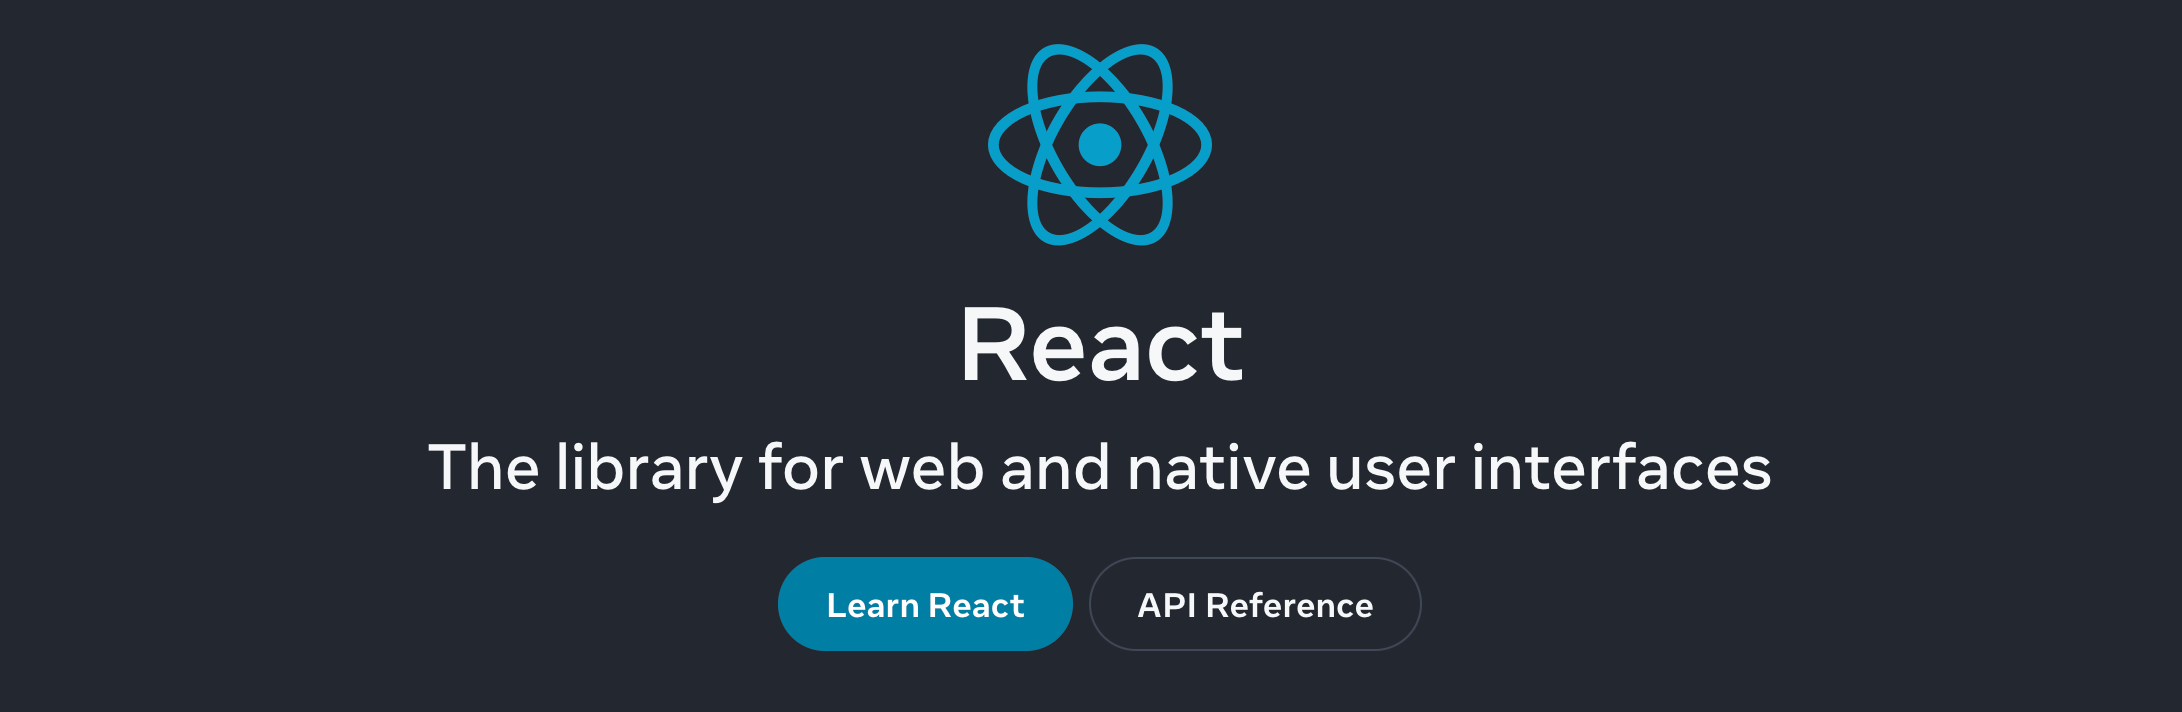 React
The library for web and native user interfaces
Learn React
API Reference